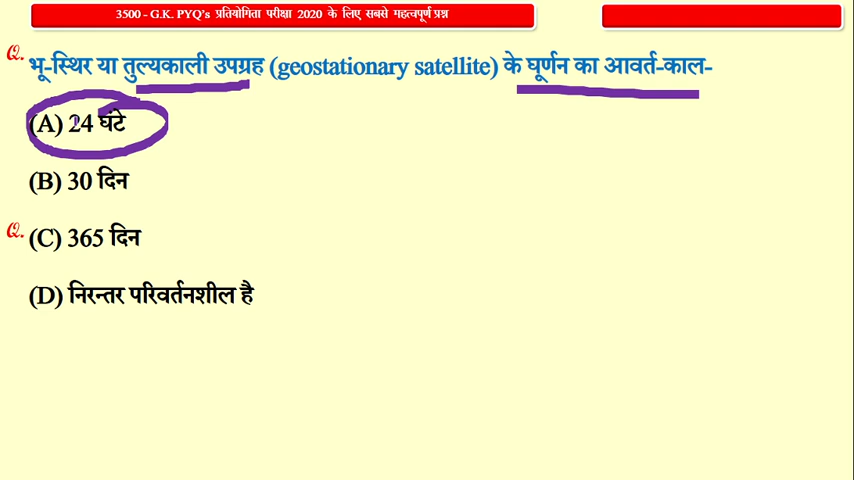 3500 - G.K. PYQ's प्रतियोगिता परीक्षा 2020 के लिए सबसे महत्वपूर्ण प्रश्न
Q. भू-स्थिर या तुल्यकाली उपग्रह (geostationary satellite) के घूर्णन का आवर्त-काल-
(A) 24 घंटे
(B) 30 दिन
Q. (C) 365 दिन
(D) निरन्तर परिवर्तनशील है